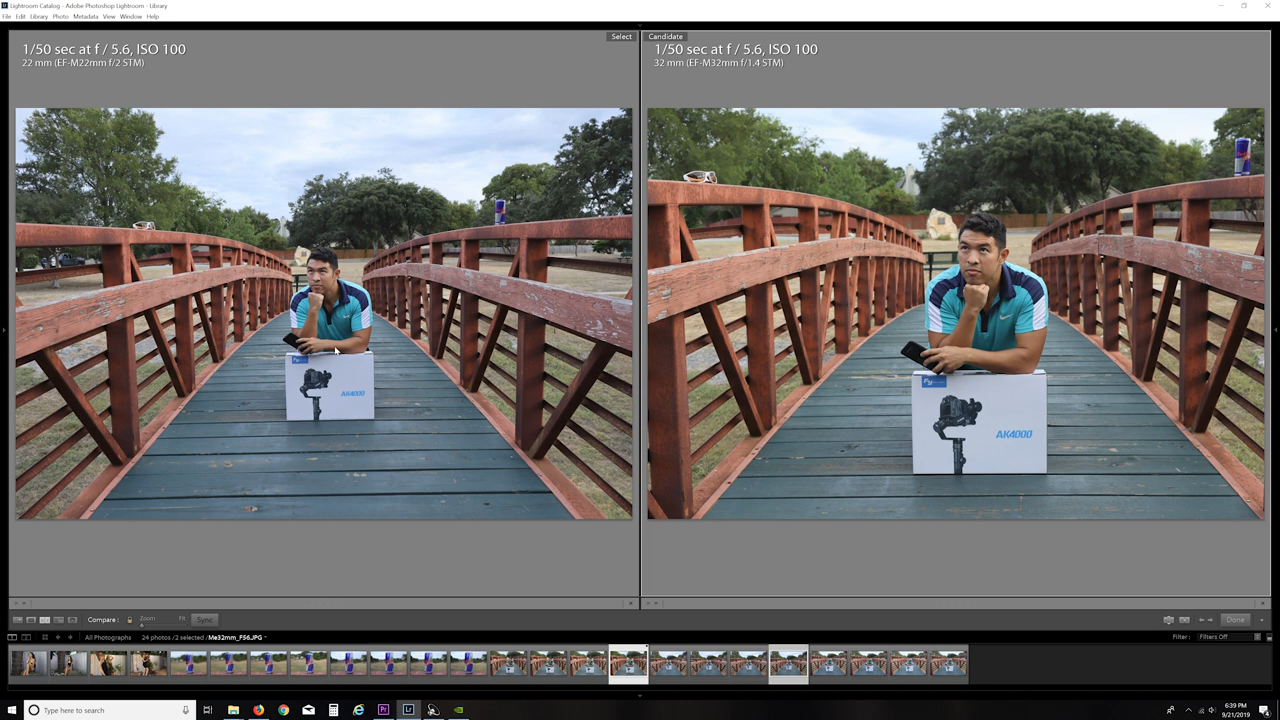 Lightroom Catalog - Adobe Photoshop Lightroom - Library
File Edit Library Photo Metadata View Window Help
1/50 sec at f / 5.6, ISO 100
22 mm (EF-M22mm f/2 STM)
Select
Candidate
1/50 sec at f / 5.6, ISO 100
32 mm (EF-M32mm f/1.4 STM)
AK4000
Fy
AK4000
Compare :
Zoom
Fit
Sync
Done
All Photographs
24 photos /2 selected /Me32mm_F56.JPG
Filter :
Filters Off
Type here to search
6:39 PM
9/21/2019